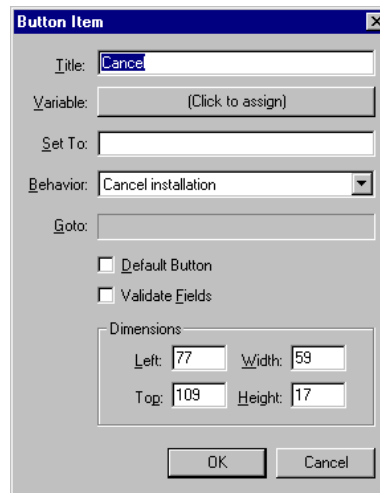 Button Item
Title: Cancel
Variable: (Click to assign)
Set To:
Behavior: Cancel installation
Goto:
Default Button
Validate Fields
Dimensions
Left: 77 Width: 59
Top: 109 Height: 17
OK Cancel